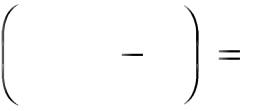 ( − ) =